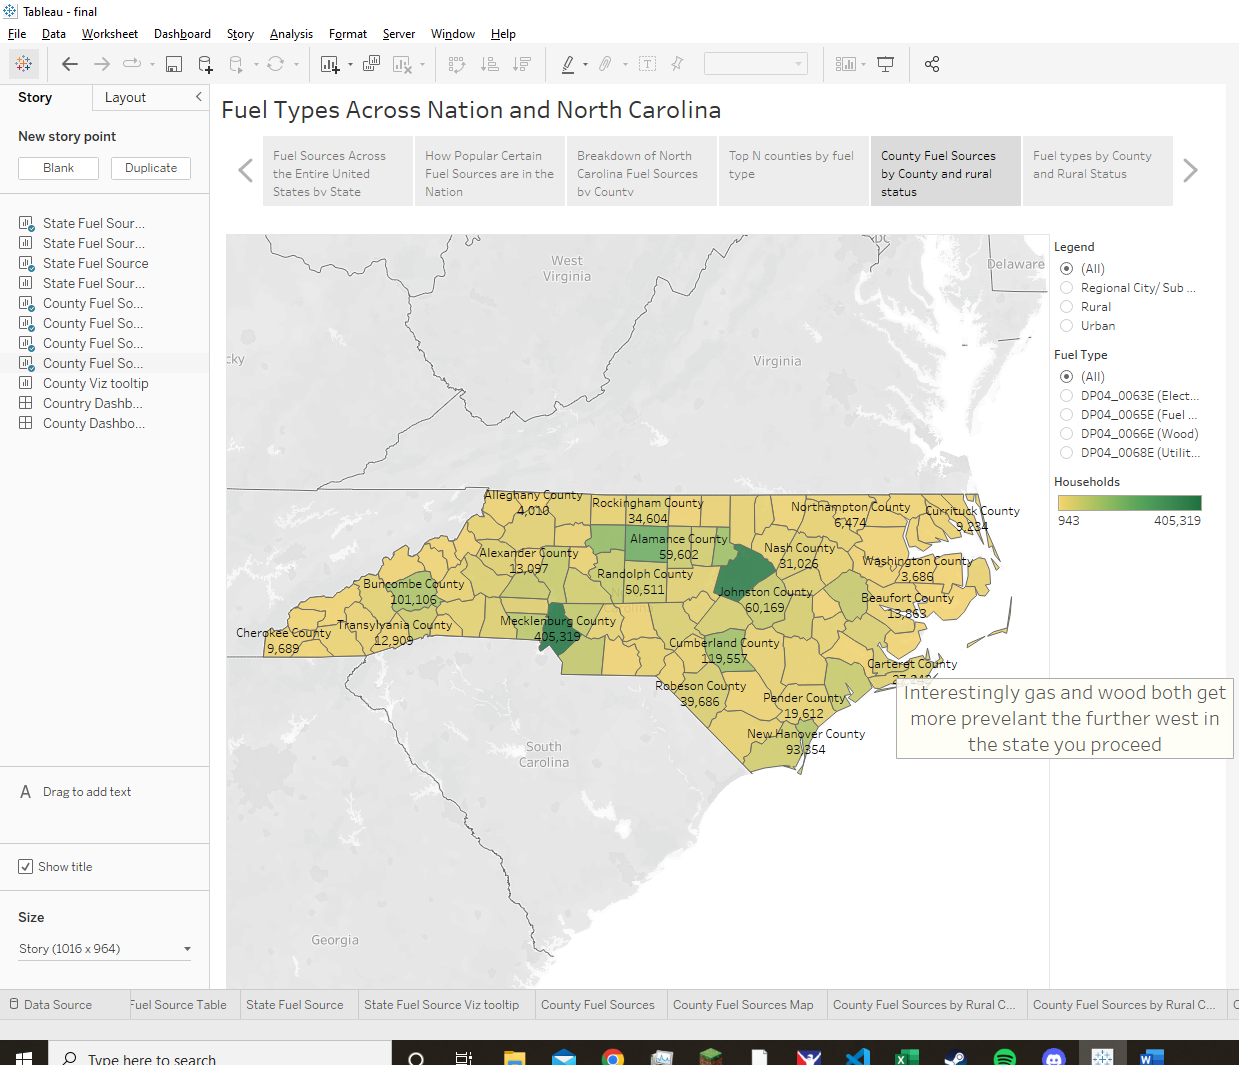 Tableau - final
File Data Worksheet Dashboard Story Analysis Format Server Window Help
Story Layout
New story point
Blank Duplicate
State Fuel Sour...
State Fuel Sour...
State Fuel Source
State Fuel Sour...
County Fuel So...
County Fuel So...
County Fuel So...
County Fuel So...
County Viz tooltip
Country Dashb...
County Dashbo...
A Drag to add text
Show title
Size
Story (1016 x 964)
Fuel Types Across Nation and North Carolina
Fuel Sources Across
the Entire United
States by State
How Popular Certain
Fuel Sources are in the
Nation
Breakdown of North
Carolina Fuel Sources
by County
Top N counties by fuel
type
County Fuel Sources
by County and rural
status
Fuel types by County
and Rural Status
West
Virginia
DC
Delaware
cky
Virginia
Alleghany County
4,010
Rockingham County
34,604
Northampton County
6,474
Currituck County
9,234
Alamance County
59,602
Alexander County
13,097
Nash County
31,026
Washington County
3,686
Randolph County
50,511
Buncombe County
101,106
Johnston County
60,169
Beaufort County
13,863
Mecklenburg County
405,319
Transylvania County
12,909
Cherokee County
9,689
Cumberland County
119,557
Carteret County
Robeson County
39,686
Pender County
19,612
New Hanover County
93,354
South
Carolina
Georgia
Interestingly gas and wood both get
more prevelant the further west in
the state you proceed
Legend
(All)
Regional City/ Sub ...
Rural
Urban
Fuel Type
(All)
DP04_0063E (Elect...
DP04_0065E (Fuel ...
DP04_0066E (Wood)
DP04_0068E (Utilit...
Households
943 405,319
Data Source Fuel Source Table State Fuel Source State Fuel Source Viz tooltip County Fuel Sources County Fuel Sources Map County Fuel Sources by Rural C... County Fuel Sources by Rural C...
Type here to search